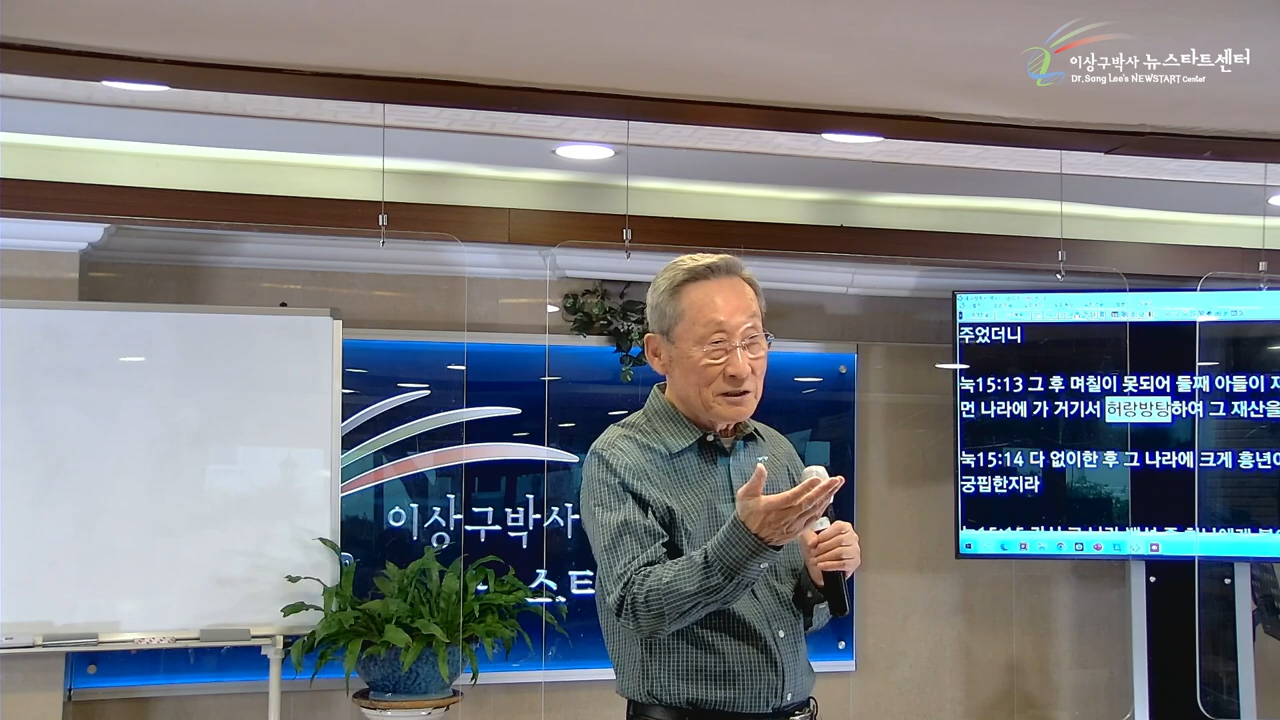 이상구박사 뉴스타트센터
Dr. Sang Lee's NEWSTART Center
주었더니
눅15:13 그 후 며칠이 못되어 둘째 아들이
먼 나라에 가 거기서 허랑방탕하여 그 재산을
눅15:14 다 없이한 후 그 나라에 크게 흉년이
궁핍한지라
이상구박사
스타